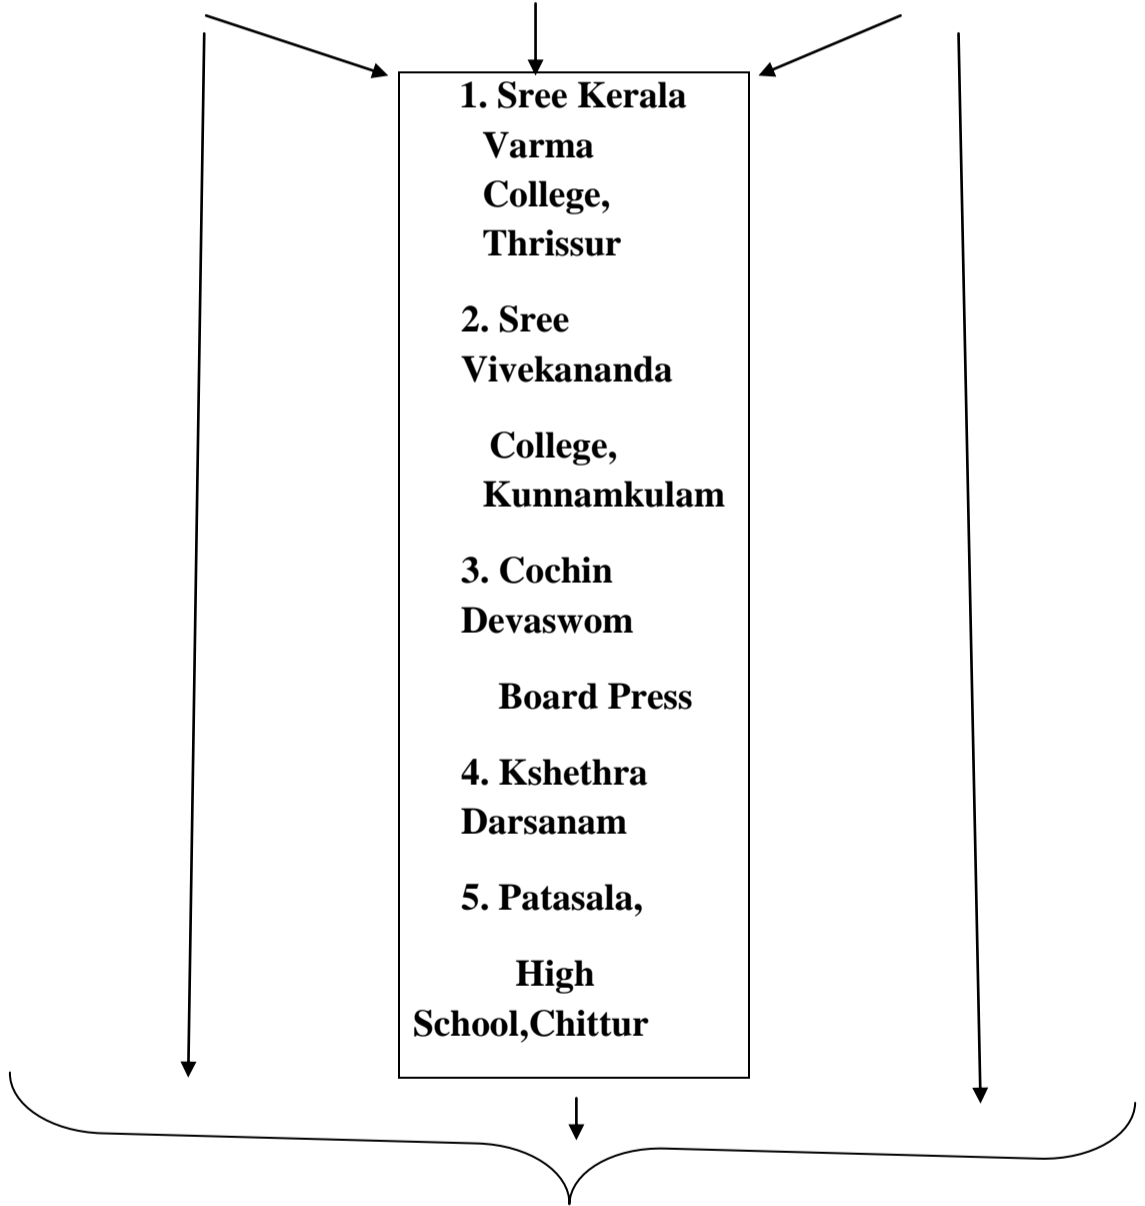 1. Sree Kerala
Varma
College,
Thrissur
2. Sree
Vivekananda
College,
Kunnamkulam
3. Cochin
Devaswom
Board Press
4. Kshethra
Darsanam
5. Patasala,
High
School,Chittur